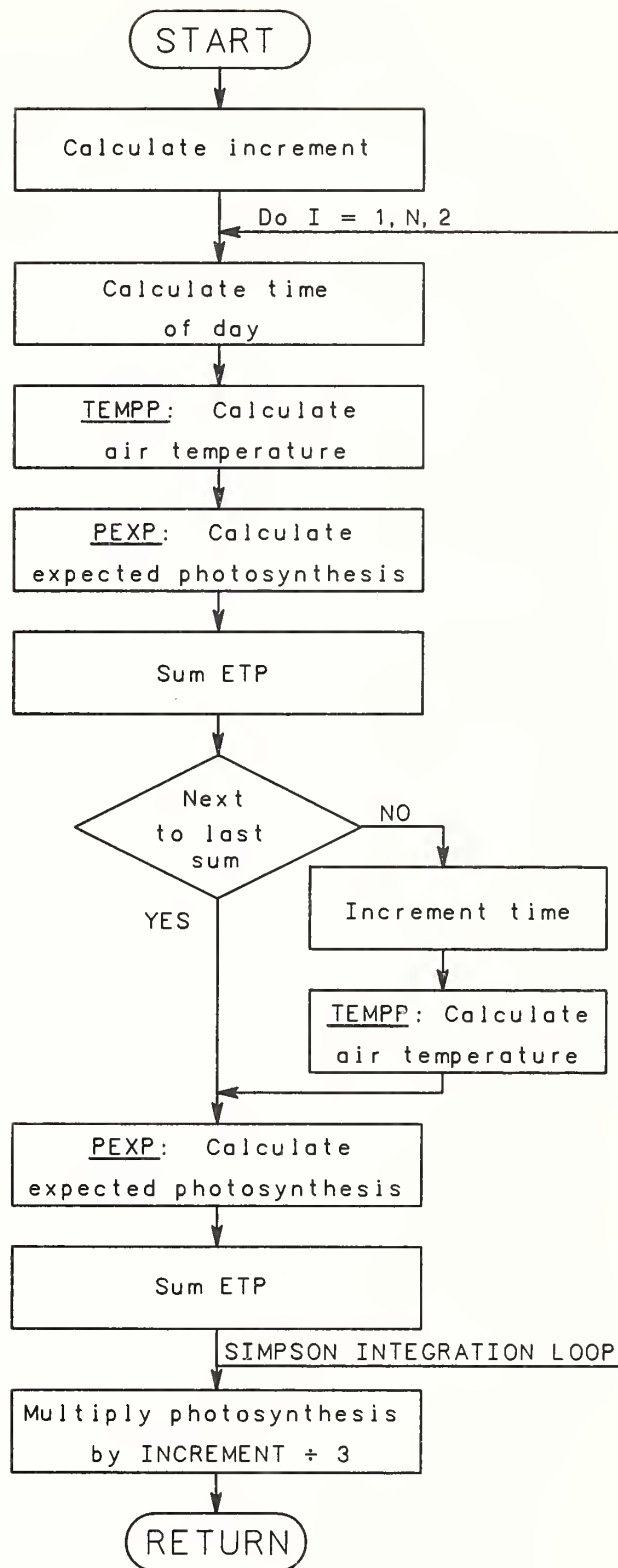 START
Calculate increment
Do I = 1, N, 2
Calculate time
of day
TEMPP: Calculate
air temperature
PEXP: Calculate
expected photosynthesis
Sum ETP
Next
to last
sum
NO
YES
Increment time
TEMPP: Calculate
air temperature
PEXP: Calculate
expected photosynthesis
Sum ETP
SIMPSON INTEGRATION LOOP
Multiply photosynthesis
by INCREMENT ÷ 3
RETURN